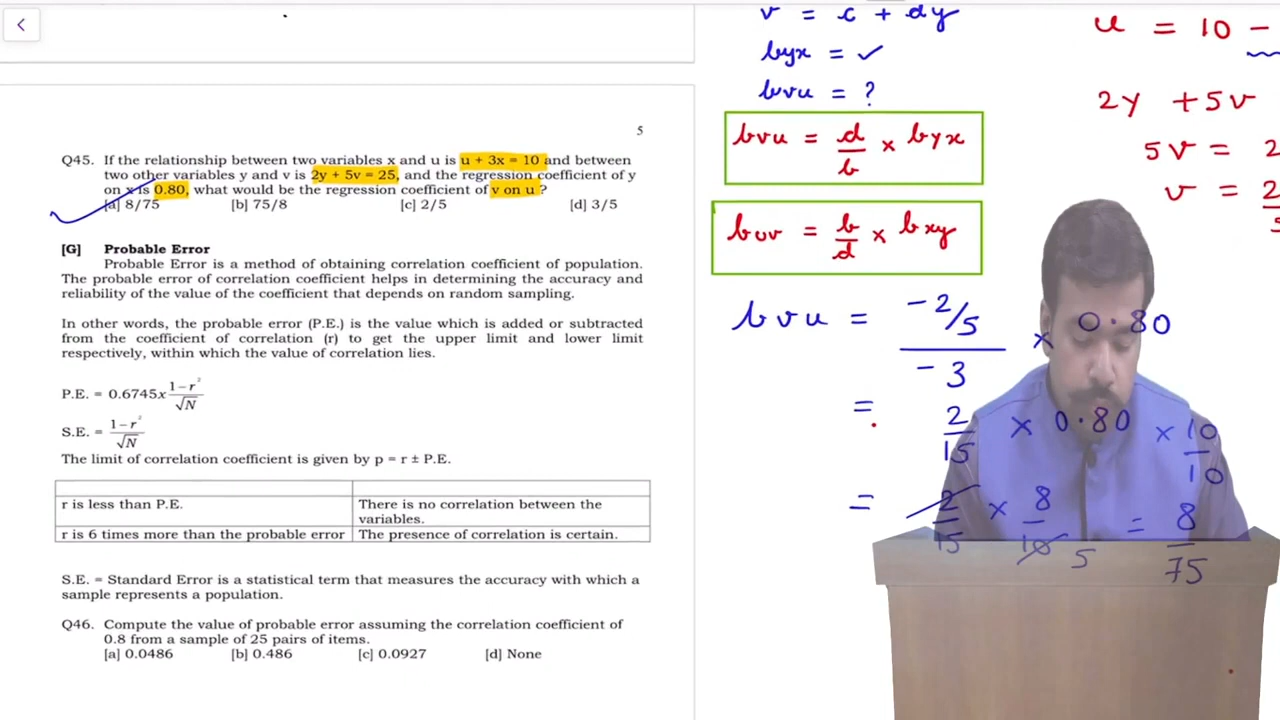 5
Q45. If the relationship between two variables x and u is u + 3x = 10 and between
two other variables y and v is 2y + 5v = 25, and the regression coefficient of y
on x is 0.80, what would be the regression coefficient of v on u ?
[a] 8/75 [b] 75/8 [c] 2/5 [d] 3/5
[G] Probable Error
Probable Error is a method of obtaining correlation coefficient of population.
The probable error of correlation coefficient helps in determining the accuracy and
reliability of the value of the coefficient that depends on random sampling.
In other words, the probable error (P.E.) is the value which is added or subtracted
from the coefficient of correlation (r) to get the upper limit and lower limit
respectively, within which the value of correlation lies.
P.E. = 0.6745x (1–r²)/√N
S.E. = (1–r²)/√N
The limit of correlation coefficient is given by p = r ± P.E.
r is less than P.E. There is no correlation between the
variables.
r is 6 times more than the probable error The presence of correlation is certain.
S.E. = Standard Error is a statistical term that measures the accuracy with which a
sample represents a population.
Q46. Compute the value of probable error assuming the correlation coefficient of
0.8 from a sample of 25 pairs of items.
[a] 0.0486 [b] 0.486 [c] 0.0927 [d] None
v = c + dy
byx = ✓
bvu = ?
bvu = d/b × byx
buv = b/d × bxy
bvu = -2/5 / -3 × 0.80
= 2/15 × 0.80 × 10/10
= 2/15 × 8/10 5 = 8/75
u = 10 -
2y + 5v
5v = 2
v = 2/5